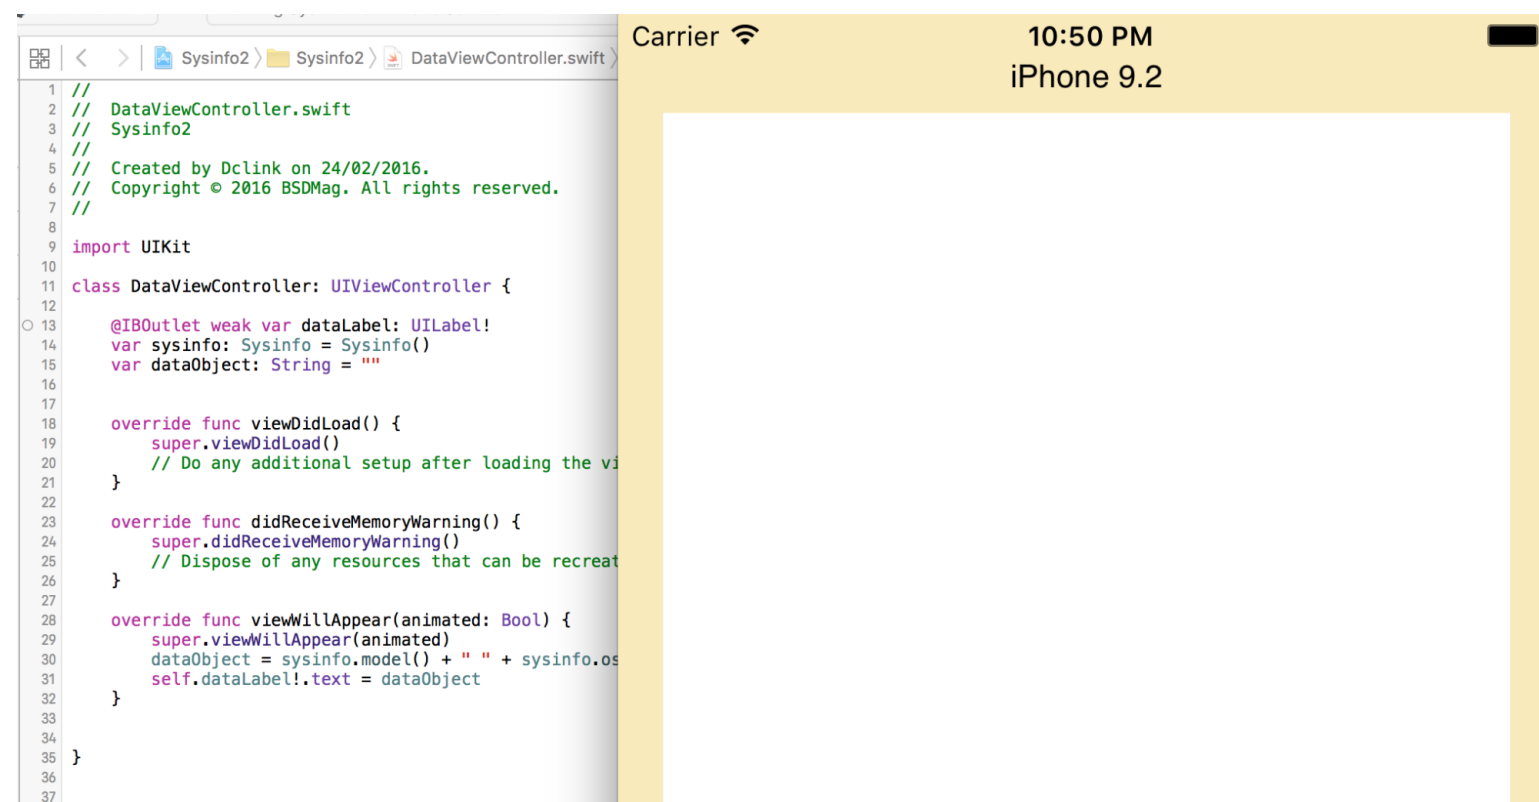 Sysinfo2 Sysinfo2 DataViewController.swift
1 //
2 //  DataViewController.swift
3 //  Sysinfo2
4 //
5 //  Created by Dclink on 24/02/2016.
6 //  Copyright © 2016 BSDMag. All rights reserved.
7 //
8
9 import UIKit
10
11 class DataViewController: UIViewController {
12
13     @IBOutlet weak var dataLabel: UILabel!
14     var sysinfo: Sysinfo = Sysinfo()
15     var dataObject: String = ""
16
17
18     override func viewDidLoad() {
19         super.viewDidLoad()
20         // Do any additional setup after loading the vi
21     }
22
23     override func didReceiveMemoryWarning() {
24         super.didReceiveMemoryWarning()
25         // Dispose of any resources that can be recreat
26     }
27
28     override func viewWillAppear(animated: Bool) {
29         super.viewWillAppear(animated)
30         dataObject = sysinfo.model() + " " + sysinfo.os
31         self.dataLabel!.text = dataObject
32     }
33
34
35 }
36
37
Carrier 10:50 PM
iPhone 9.2